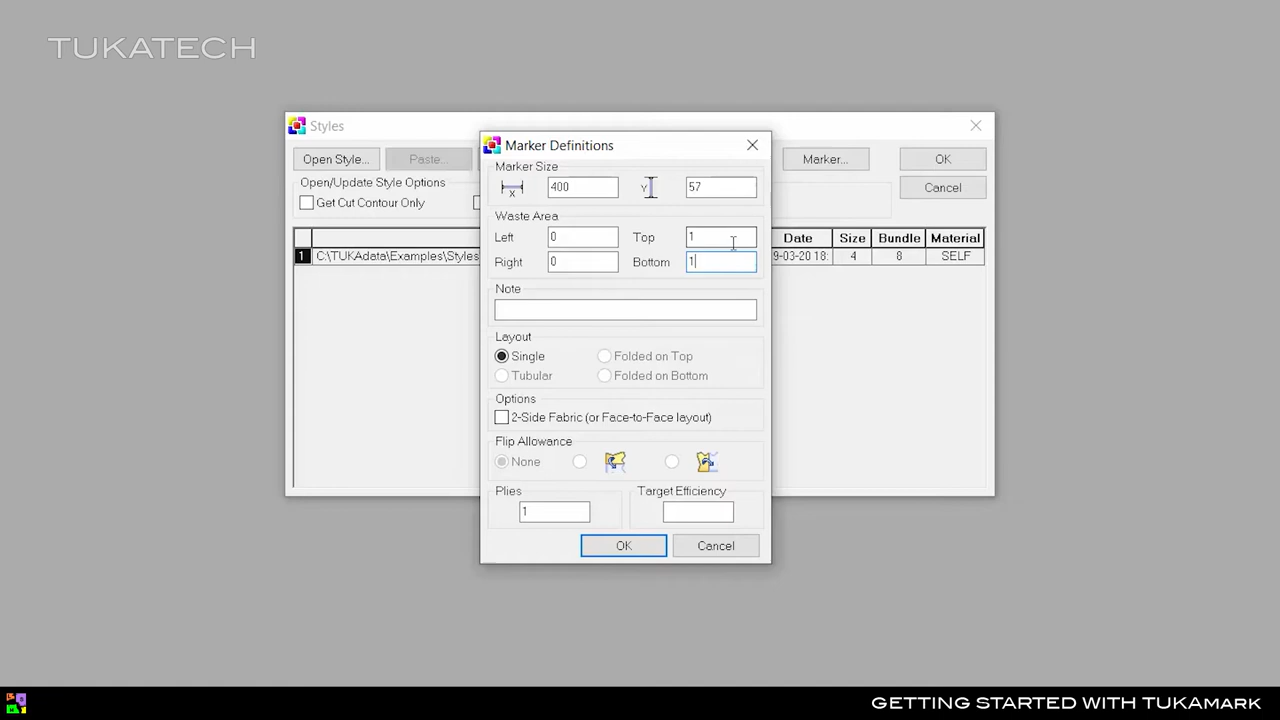 TUKATECH
Styles
Marker Definitions
Open Style... Paste... Marker... OK
Open/Update Style Options Cancel
Get Cut Contour Only
Date Size Bundle Material
1 C:\TUKAdata\Examples\Styles 9-03-20 18: 4 8 SELF
Marker Size
X 400 Y 57
Waste Area
Left 0 Top 1
Right 0 Bottom 1
Note
Layout
Single Folded on Top
Tubular Folded on Bottom
Options
2-Side Fabric (or Face-to-Face layout)
Flip Allowance
None
Plies Target Efficiency
1
OK Cancel
GETTING STARTED WITH TUKAMARK